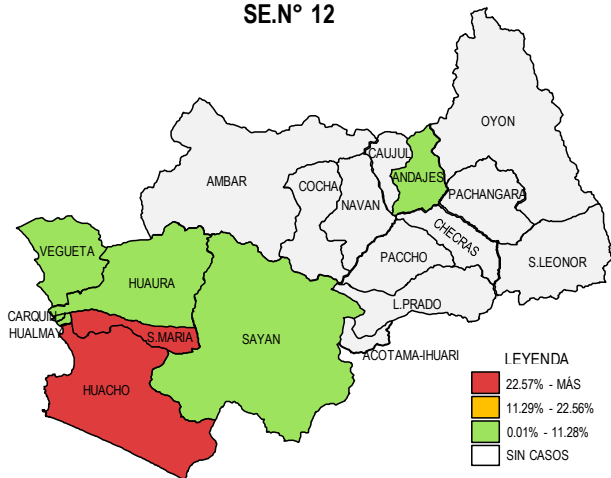 SE.N° 12
OYON
CAUJUL
ANDAJES
AMBAR
COCHA
NAVAN
PACHANGARA
CHECRAS
VEGUETA
PACCHO
S.LEONOR
HUAURA
L.PRADO
CARQUIN
HUALMAY
S.MARIA
SAYAN
ACOTAMA-IHUARI
HUACHO
LEYENDA
22.57% - MÁS
11.29% - 22.56%
0.01% - 11.28%
SIN CASOS